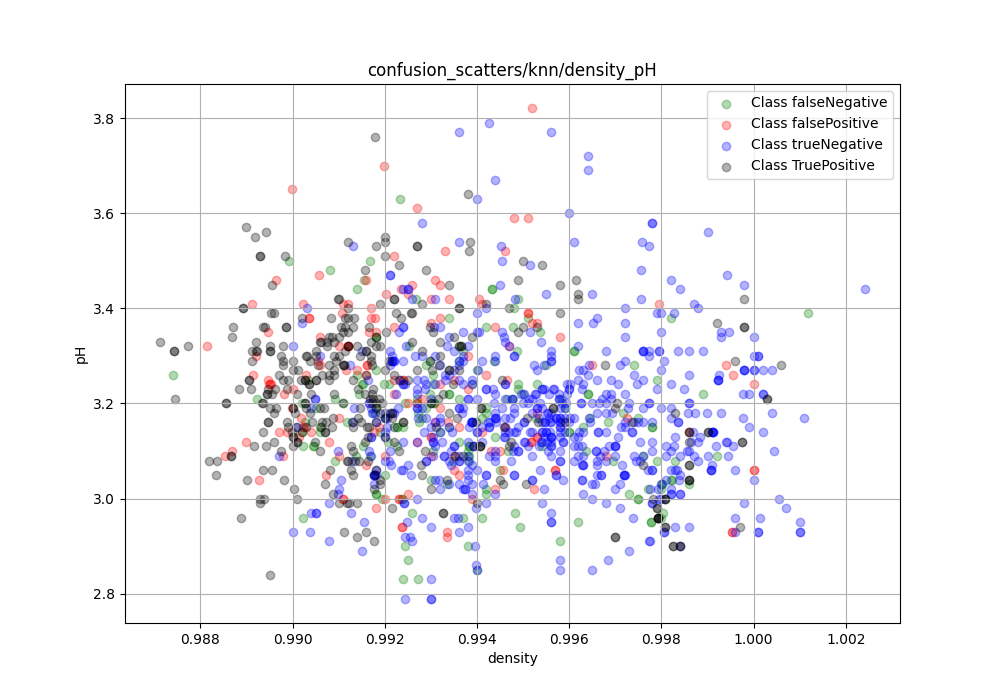 confusion_scatters/knn/density_pH
Class falseNegative
Class falsePositive
Class trueNegative
Class TruePositive
3.8
3.6
3.4
3.2
3.0
2.8
pH
0.988 0.990 0.992 0.994 0.996 0.998 1.000 1.002
density